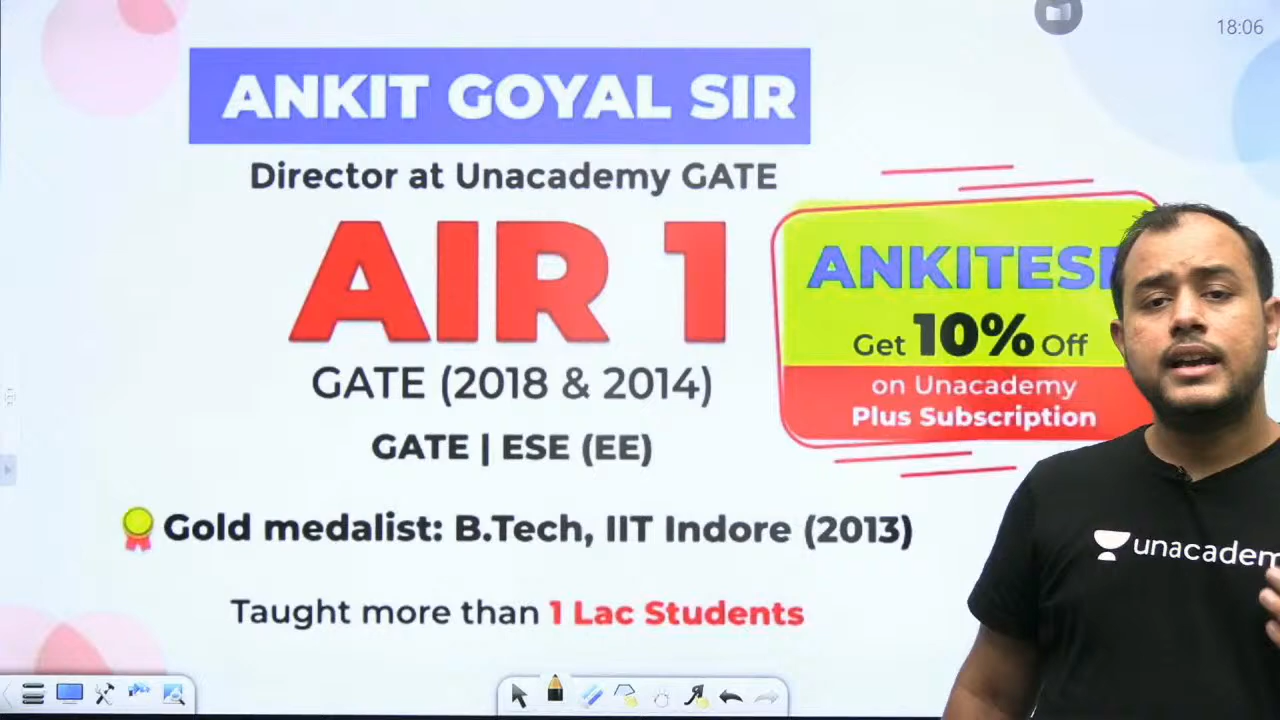 18:06
ANKIT GOYAL SIR
Director at Unacademy GATE
AIR 1
GATE (2018 & 2014)
GATE | ESE (EE)
Gold medalist: B.Tech, IIT Indore (2013)
Taught more than 1 Lac Students
Get 10% Off
on Unacademy
Plus Subscription